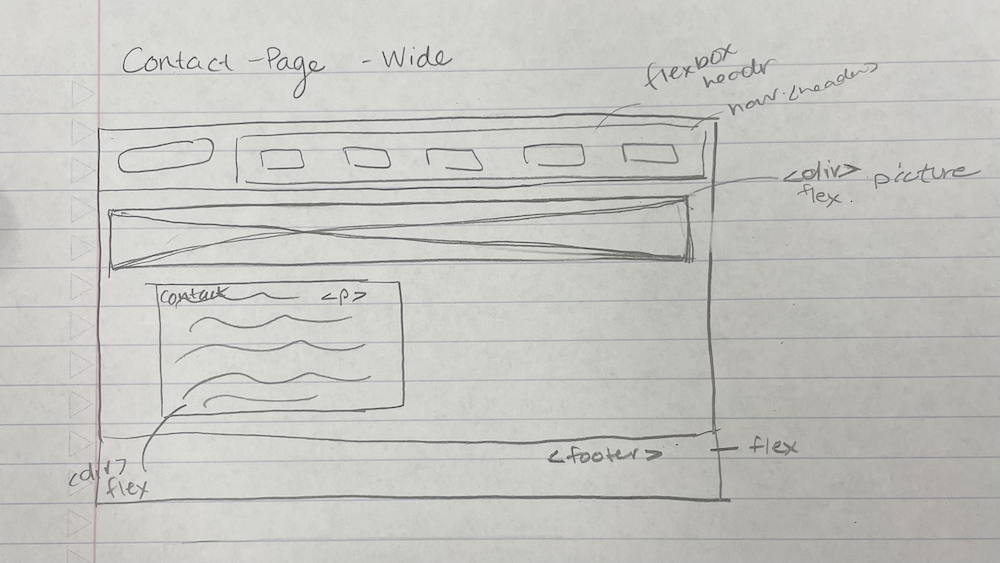 Contact - Page - Wide
flexbox
header
nav. <header>
<div> picture
flex.
contact <p>
<footer> flex
<div>
flex